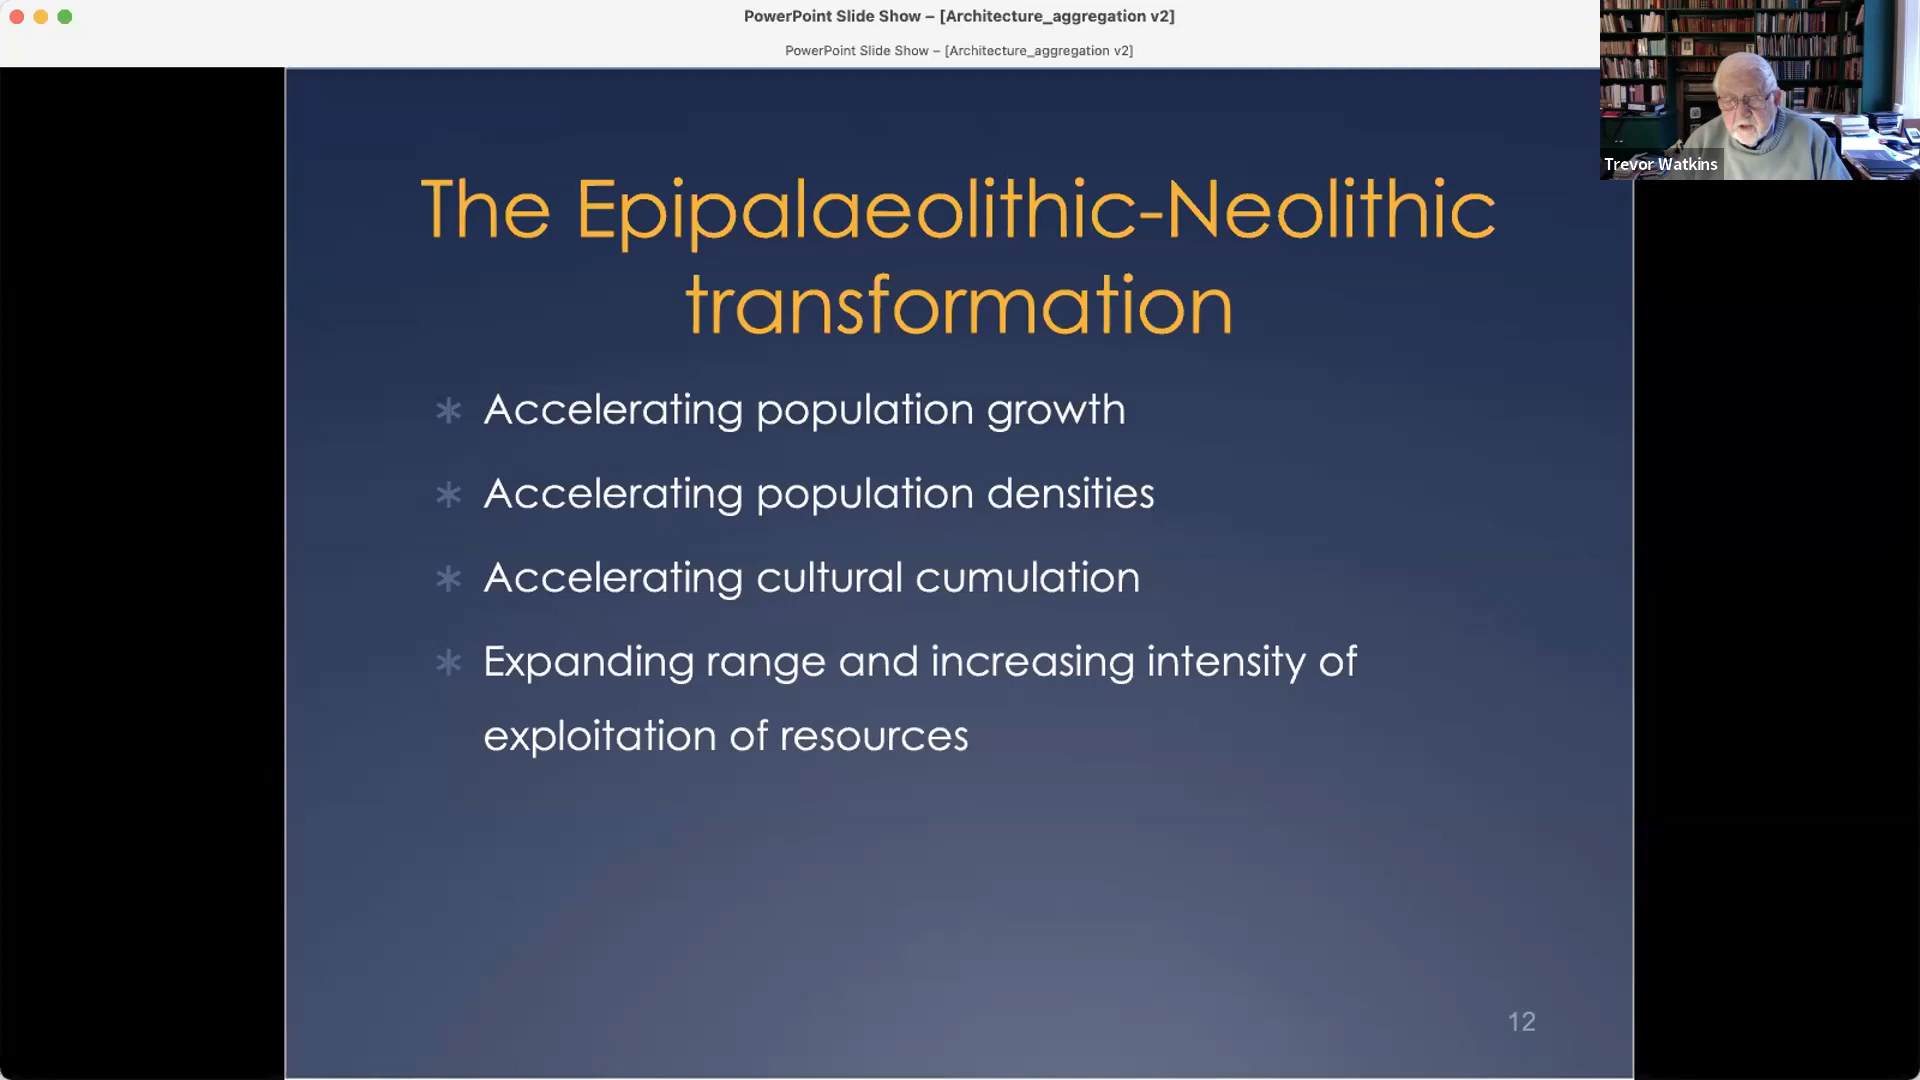 PowerPoint Slide Show – [Architecture_aggregation v2]
PowerPoint Slide Show – [Architecture_aggregation v2]
Trevor Watkins
The Epipalaeolithic-Neolithic
transformation
* Accelerating population growth
* Accelerating population densities
* Accelerating cultural cumulation
* Expanding range and increasing intensity of
exploitation of resources
12